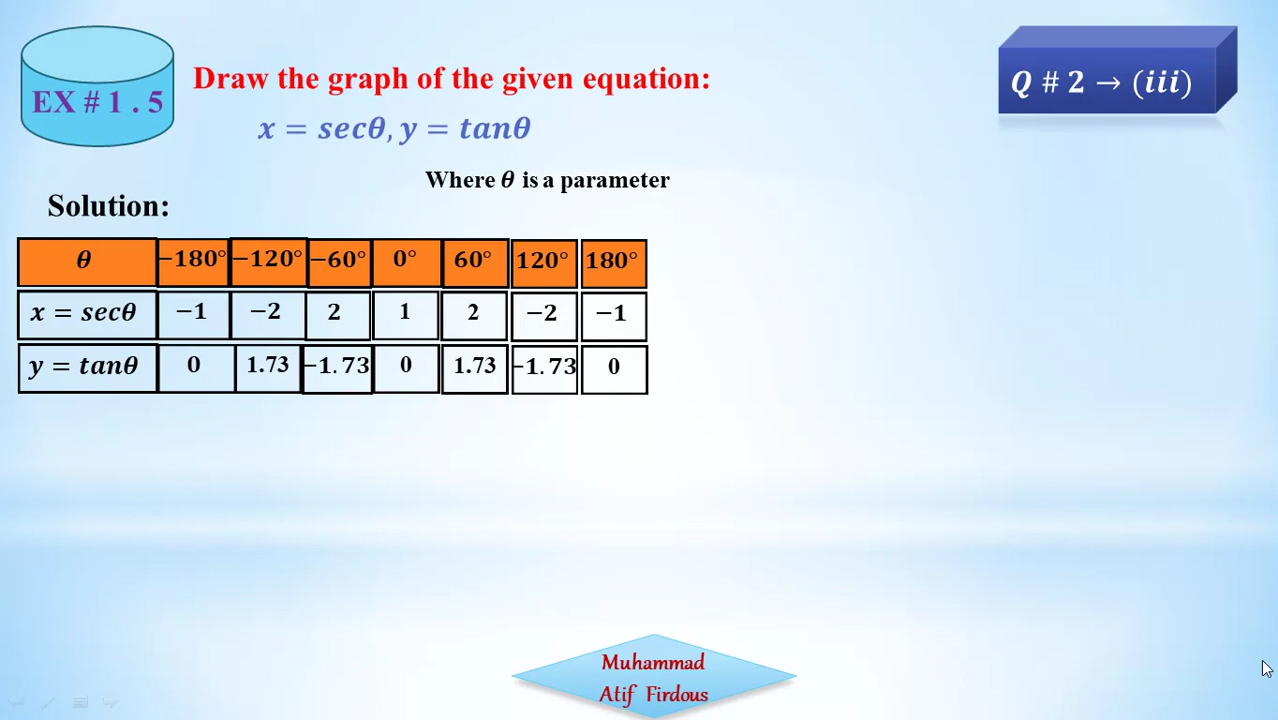 EX # 1 . 5
Draw the graph of the given equation:
x = secθ, y = tanθ
Q # 2 → (iii)
Where θ is a parameter
Solution:
θ −180° −120° −60° 0° 60° 120° 180°
x = secθ −1 −2 2 1 2 −2 −1
y = tanθ 0 1.73 −1.73 0 1.73 −1.73 0
Muhammad
Atif Firdous